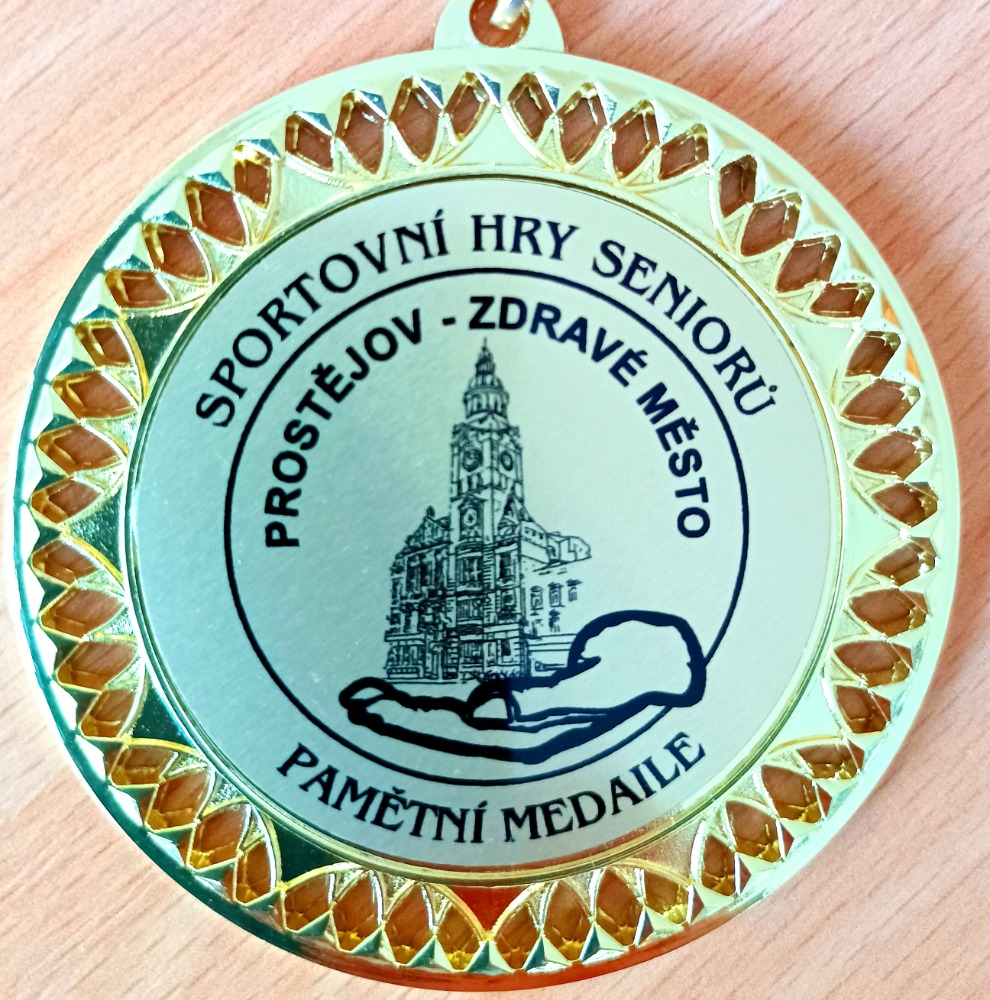 SPORTOVNÍ HRY SENIORŮ
PROSTĚJOV - ZDRAVÉ MĚSTO
PAMĚTNÍ MEDAILE